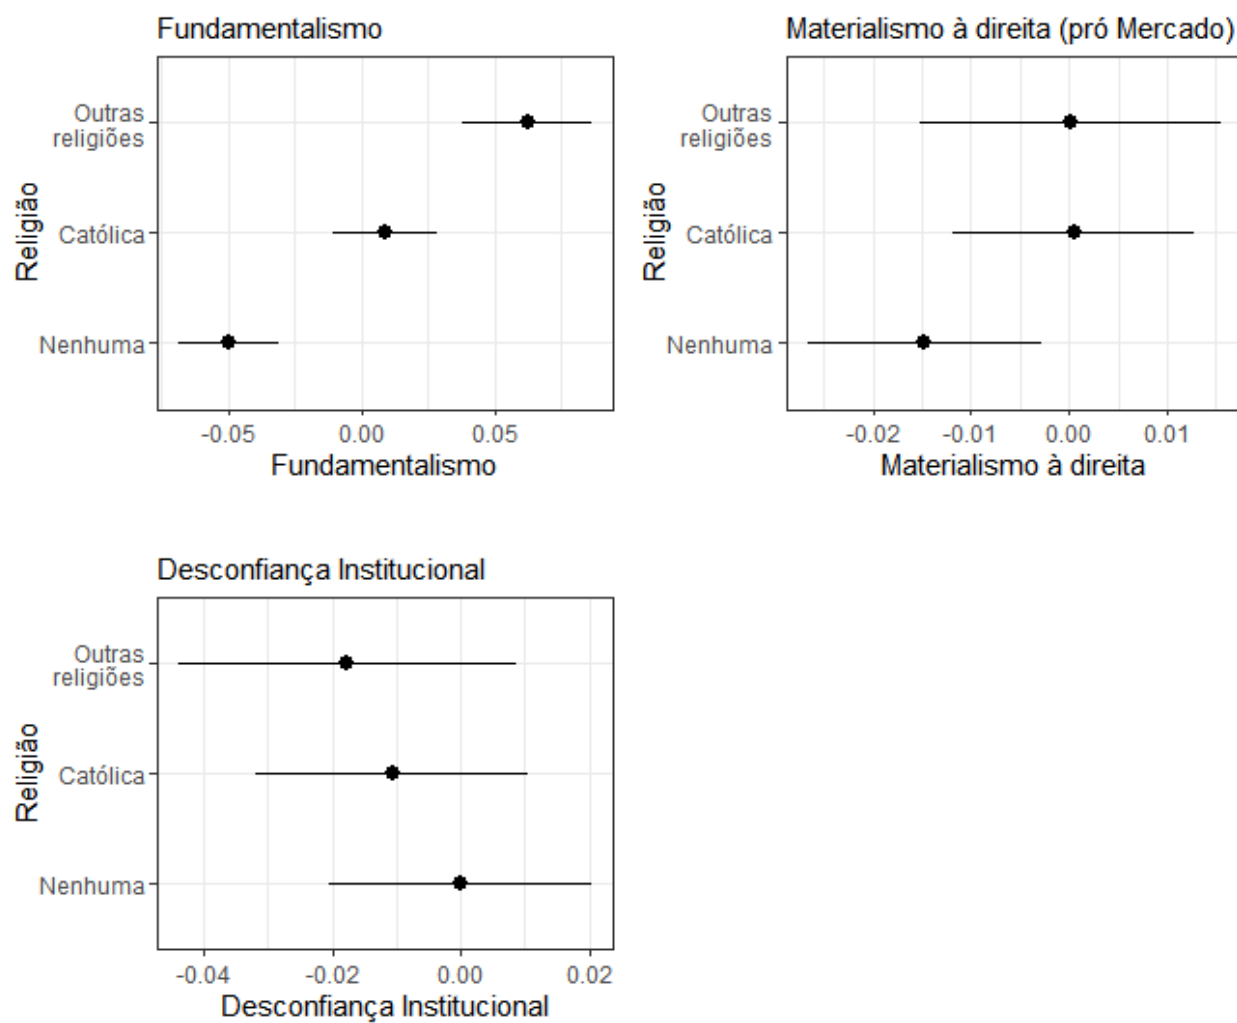 Fundamentalismo
Outras
religiões
Católica
Nenhuma
Religião
-0.05 0.00 0.05
Fundamentalismo
Materialismo à direita (pró Mercado)
Outras
religiões
Católica
Nenhuma
Religião
-0.02 -0.01 0.00 0.01
Materialismo à direita
Desconfiança Institucional
Outras
religiões
Católica
Nenhuma
Religião
-0.04 -0.02 0.00 0.02
Desconfiança Institucional